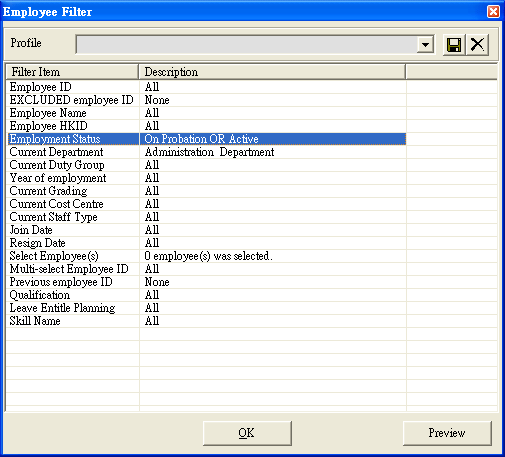 Employee Filter
Profile
Filter Item Description
Employee ID All
EXCLUDED employee ID None
Employee Name All
Employee HKID All
Employment Status On Probation OR Active
Current Department Administration Department
Current Duty Group All
Year of employment All
Current Grading All
Current Cost Centre All
Current Staff Type All
Join Date All
Resign Date All
Select Employee(s) 0 employee(s) was selected.
Multi-select Employee ID All
Previous employee ID None
Qualification All
Leave Entitle Planning All
Skill Name All
OK Preview